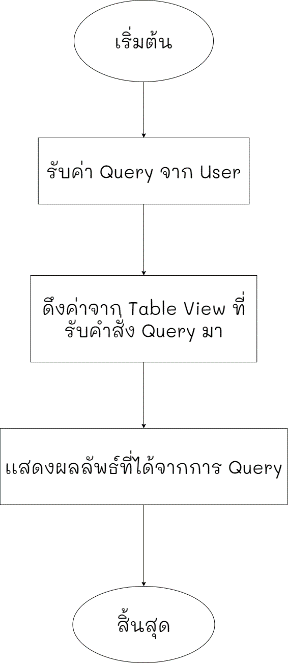 เริ่มต้น
รับค่า Query จาก User
ดึงค่าจาก Table View ที่
รับคำสั่ง Query มา
แสดงผลลัพธ์ที่ได้จากการ Query
สิ้นสุด